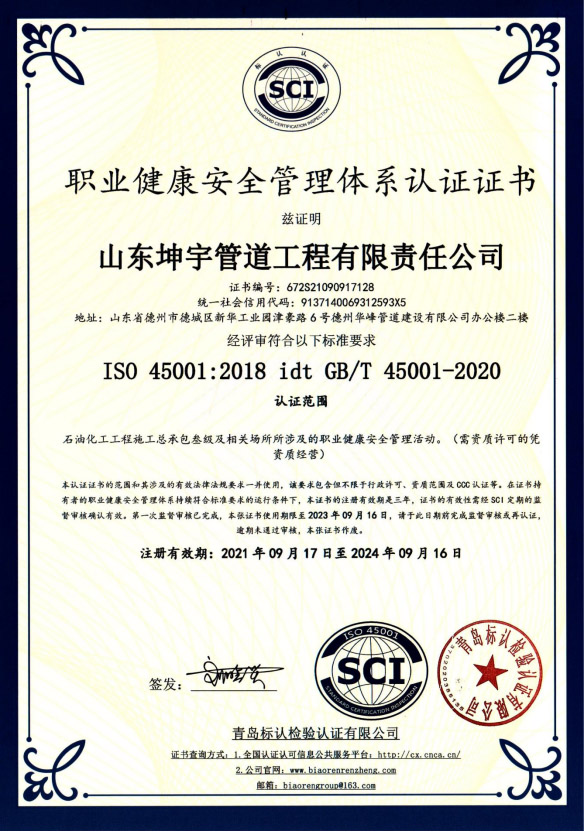 标认认证
SCI
STANDARD CERTIFICATION INSPECTION
职业健康安全管理体系认证证书
兹证明
山东坤宇管道工程有限责任公司
证书编号：672S21090917128
统一社会信用代码：9137140069312593X5
地址：山东省德州市德城区新华工业园潭豪路6号德州华峰管道建设有限公司办公楼二楼
经评审符合以下标准要求
ISO 45001:2018 idt GB/T 45001-2020
认证范围
石油化工工程施工总承包叁级及相关场所所涉及的职业健康安全管理活动。（需资质许可的凭
资质经营）
本认证证书的范围和其涉及的有效法律法规要求一并使用，该要求包含但不限于行政许可、资质范围及CCC认证等。在证书持
有者的职业健康安全管理体系持续符合标准要求的运行条件下，本证书的注册有效期是三年，证书的有效性需经SCI定期的监
督审核确认有效。第一次监督审核已完成，本张证书使用期限至2023年09月16日，请于此日期前完成监督审核或再认证，
逾期未通过审核，本张证书作废。
注册有效期：2021年09月17日至2024年09月16日
签发：
ISO 45001
SCI
STANDARD CERTIFICATION INSPECTION
青岛标认检验认证有限公司
青岛标认检验认证有限公司
证书查询方式：1.全国认证认可信息公共服务平台：http://cx.cnca.cn/
2.公司官网：www.biaorenrenzheng.com
邮箱：biaorengroup@163.com